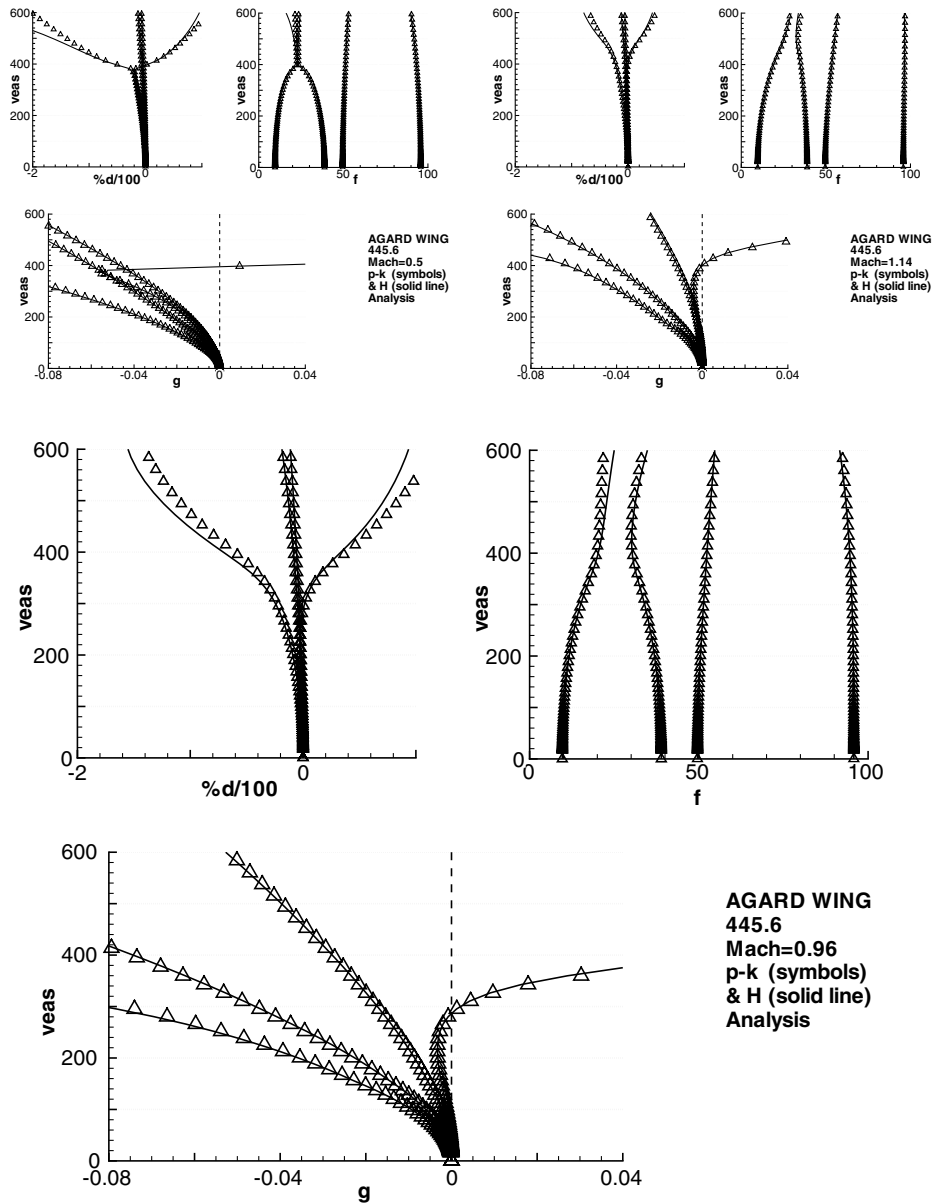 600
400
200
0
veas
-2
0
%d/100
600
400
200
0
veas
0
50
100
f
600
400
200
0
veas
-2
0
%d/100
600
400
200
0
veas
0
50
100
f
600
400
200
0
veas
-0.08
-0.04
0
0.04
g
AGARD WING
445.6
Mach=0.5
p-k (symbols)
& H (solid line)
Analysis
600
400
200
0
veas
-0.08
-0.04
0
0.04
g
AGARD WING
445.6
Mach=1.14
p-k (symbols)
& H (solid line)
Analysis
600
400
200
0
veas
-2
0
%d/100
600
400
200
0
veas
0
50
100
f
600
400
200
0
veas
-0.08
-0.04
0
0.04
g
AGARD WING
445.6
Mach=0.96
p-k (symbols)
& H (solid line)
Analysis